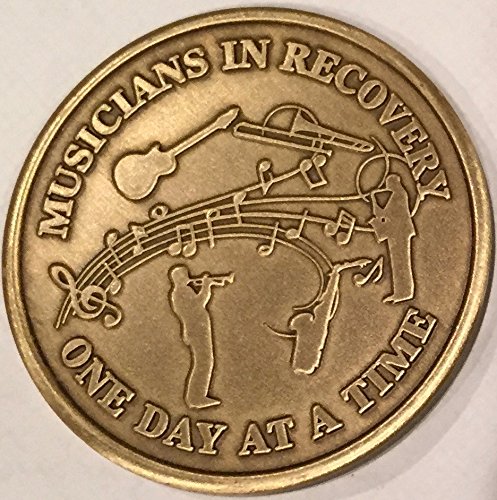 MUSICIANS IN RECOVERY
ONE DAY AT A TIME